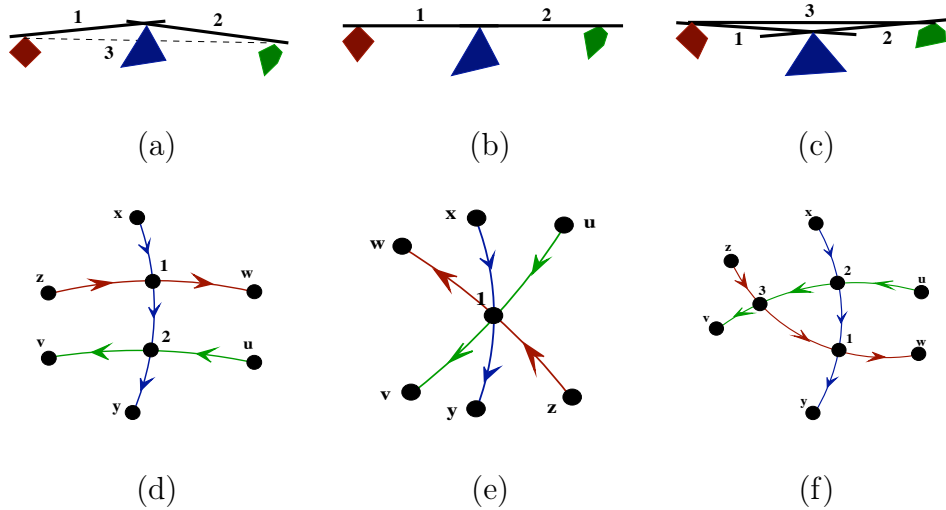 1 2 3
1 2
3 1 2
(a) (b) (c)
x 1 z w v 2 u y
w x u 1 v y z
x z 2 u 3 v 1 w y
(d) (e) (f)